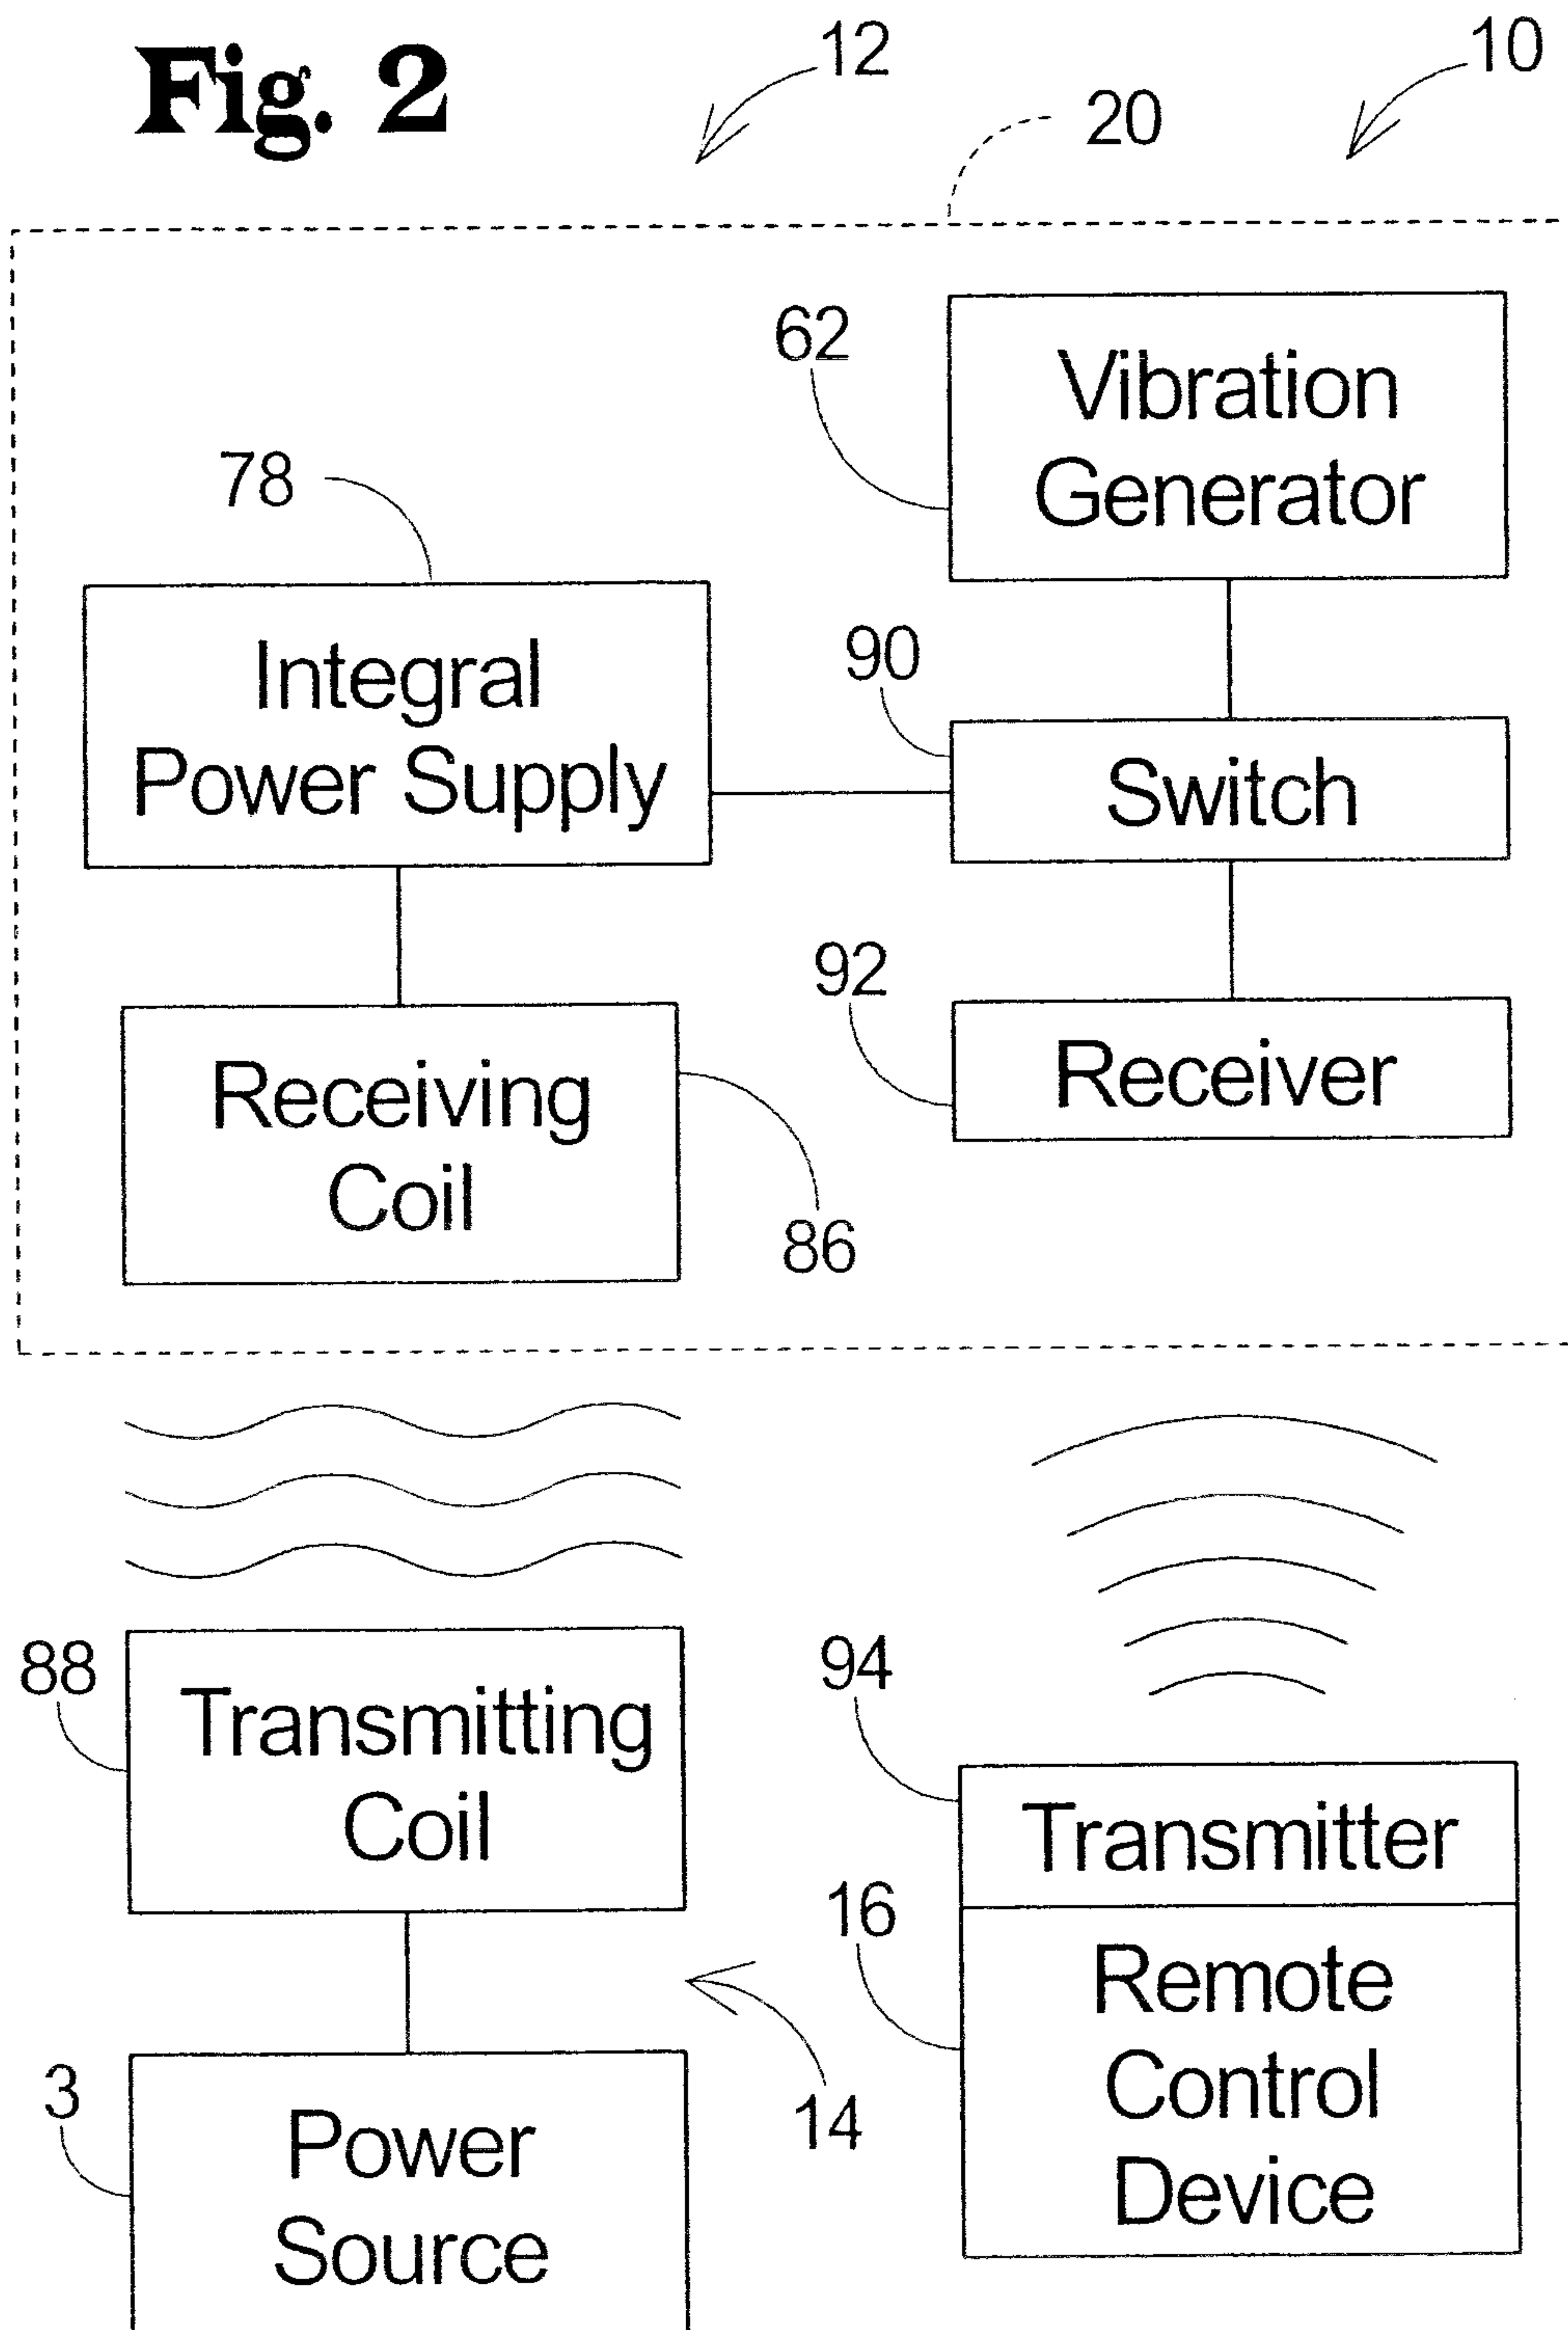 Fig. 2
12
10
20
62
Vibration
Generator
78
Integral
Power Supply
90
Switch
92
Receiver
Receiving
Coil
86
88
Transmitting
Coil
94
Transmitter
16
Remote
Control
Device
14
3
Power
Source